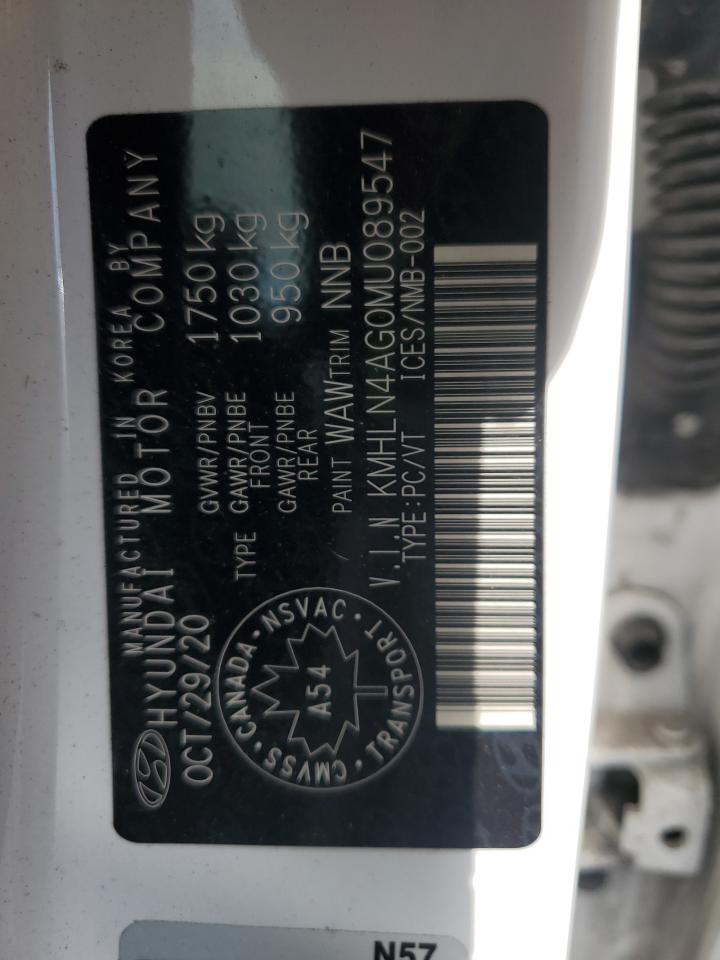 MANUFACTURED IN KOREA BY
HYUNDAI MOTOR COMPANY
OCT/29/20
GVWR/PNBV 1750 kg
TYPE GAWR/PNBE FRONT 1030 kg
GAWR/PNBE REAR 950 kg
PAINT WAW TRIM NNB
V.I.N KMHLN4AG0MU089547
TYPE:PC/VT ICES/NMB-002
CANADA · NSVAC · TRANSPORT · CMVSS ·
A54
N57